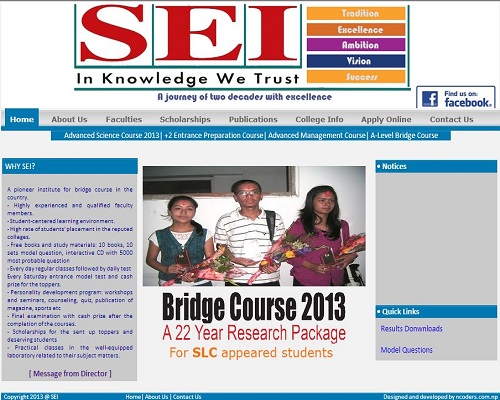 SEI
In Knowledge We Trust
Tradition
Excellence
Ambition
Vision
Success
A journey of two decades with excellence
Find us on:
facebook
Home About Us Faculties Scholarships Publications College Info Apply Online Contact Us
Advanced Science Course 2013| +2 Entrance Preparation Course| Advanced Management Course| A-Level Bridge Course
WHY SEI?
A pioneer institute for bridge course in the
country.
- Highly experienced and qualified faculty
members.
-Student-centered learning environment.
- High rate of students' placement in the reputed
colleges.
-Free books and study materials: 10 books, 10
sets model question, interactive CD with 5000
most probable question
-Every day regular classes followed by daily test
Every Saturday entrance model test and cash
prize for the toppers.
- Personality development program: workshops
and seminars, counseling, quiz, publication of
magazine, sports etc
- Final examination with cash prize after the
completion of the courses.
- Scholarships for the sent up toppers and
deserving students
- Practical classes in the well-equipped
laboratory related to their subject matters.
[ Message from Director ]
Bridge Course 2013
A 22 Year Research Package
For SLC appeared students
• Notices
• Quick Links
Results Donwnloads
Model Questions
Copyright 2013 @ SEI
Home| About Us | Contact Us
Designed and developed by ncoders.com.np